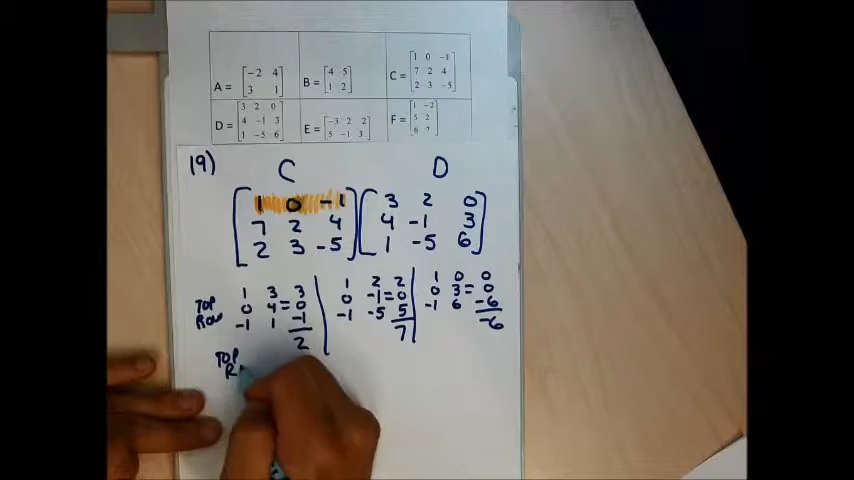 A = [-2 4 B = [4 5 C = [1 0 -1
3 1] 1 2] 7 2 4
2 3 -5]
D = [3 2 0 E = [-3 2 2 F = [1 -2
4 -1 3 5 -1 3] 5 2
1 -5 6] 6 7]
19) C D
[1 0 -1 [3 2 0
7 2 4 4 -1 3
2 3 -5] 1 -5 6]
TOP ROW
1 3 3 | 1 2 2 | 1 0 0
0 4 = 0 | 0 -1 = 0 | 0 3 = 0
-1 1 -1 | -1 -5 5 | -1 6 -6
2 | 7 | -6
TOP
R